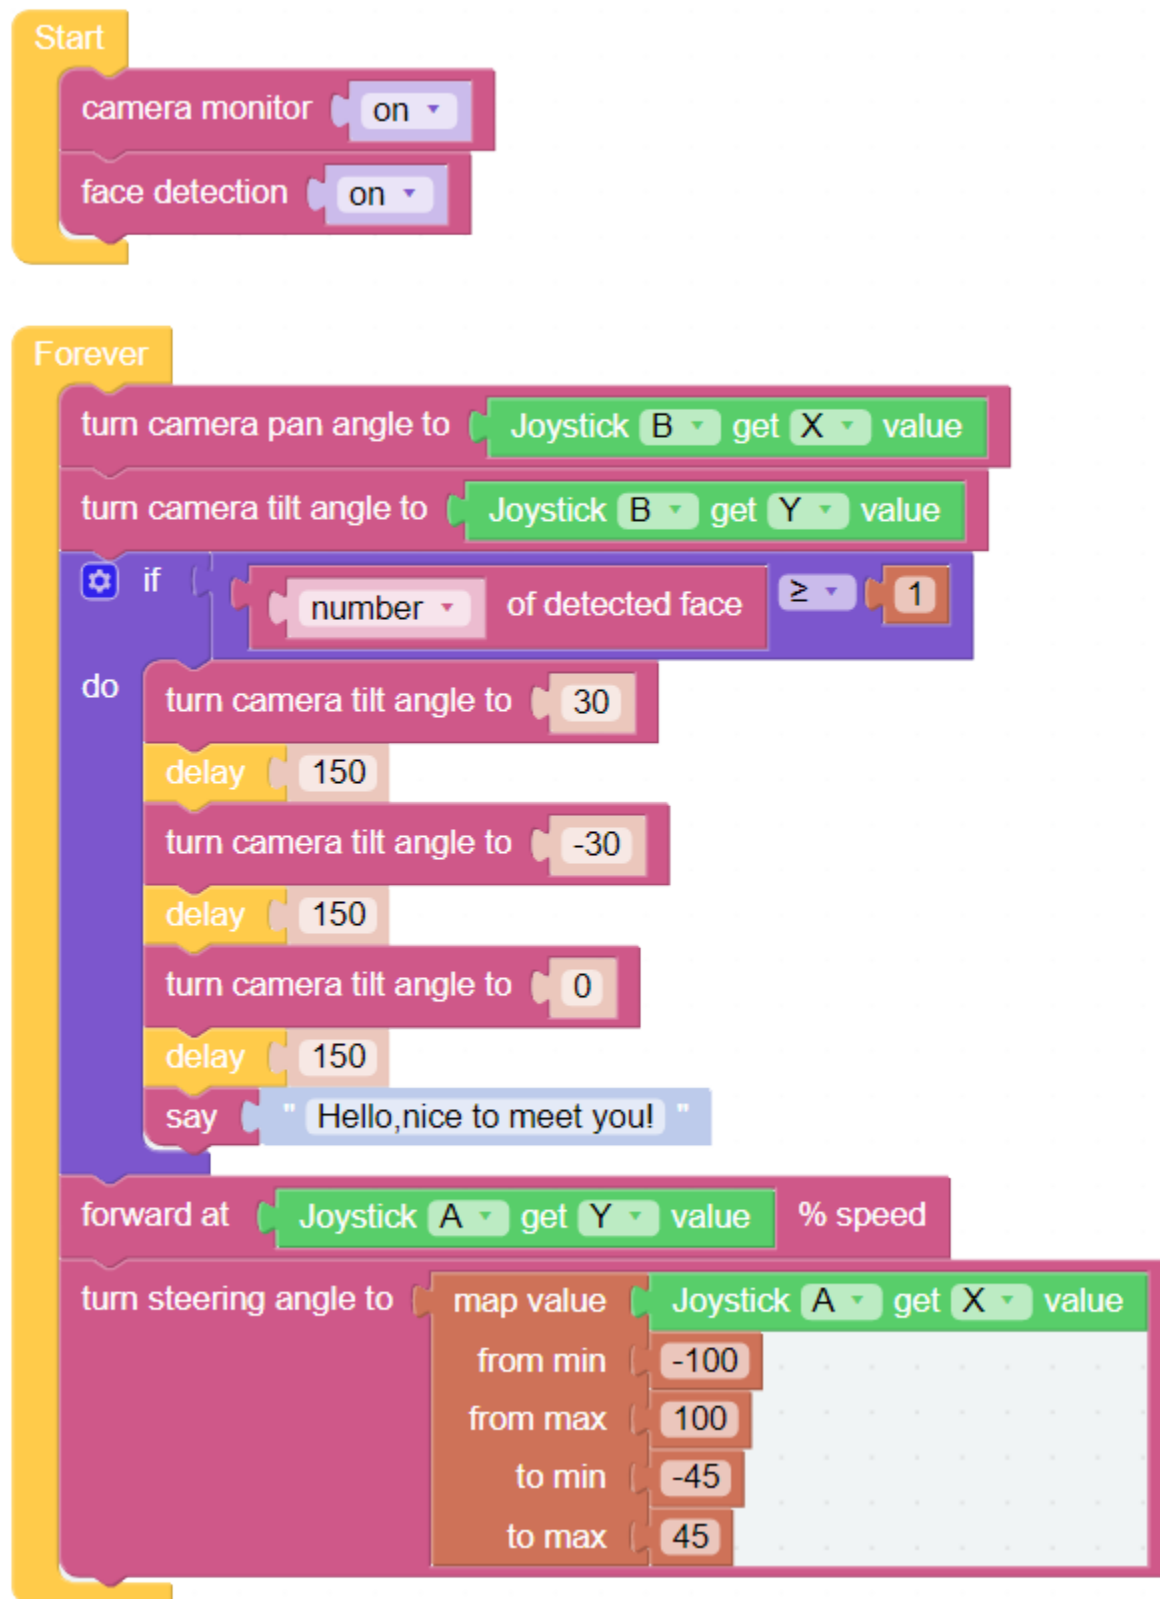 Start
camera monitor on
face detection on
Forever
turn camera pan angle to Joystick B get X value
turn camera tilt angle to Joystick B get Y value
if number of detected face ≥ 1
do
turn camera tilt angle to 30
delay 150
turn camera tilt angle to -30
delay 150
turn camera tilt angle to 0
delay 150
say " Hello,nice to meet you! "
forward at Joystick A get Y value % speed
turn steering angle to map value Joystick A get X value
from min -100
from max 100
to min -45
to max 45